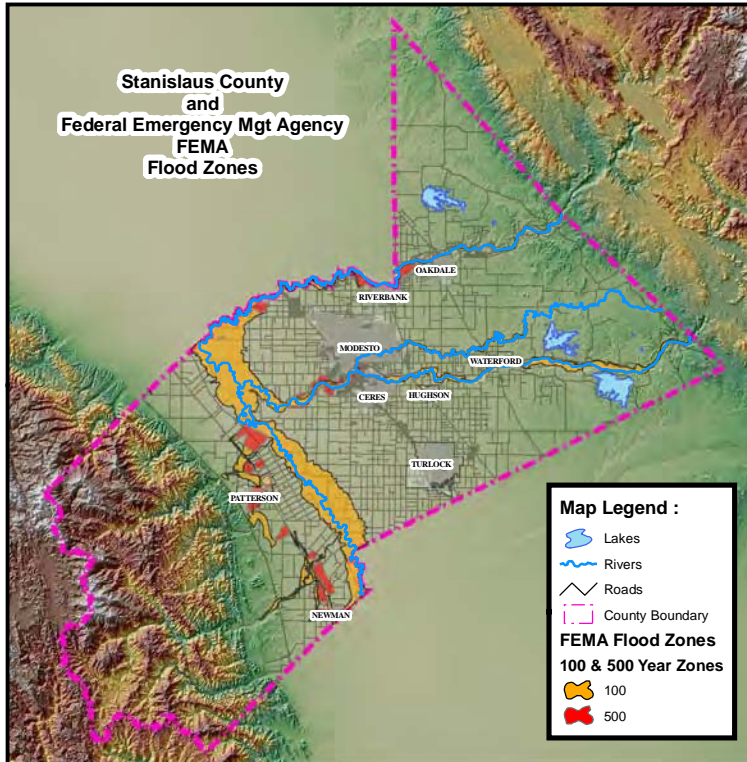 Stanislaus County
and
Federal Emergency Mgt Agency
FEMA
Flood Zones
OAKDALE
RIVERBANK
MODESTO
WATERFORD
CERES
HUGHSON
TURLOCK
PATTERSON
NEWMAN
Map Legend :
Lakes
Rivers
Roads
County Boundary
FEMA Flood Zones
100 & 500 Year Zones
100
500